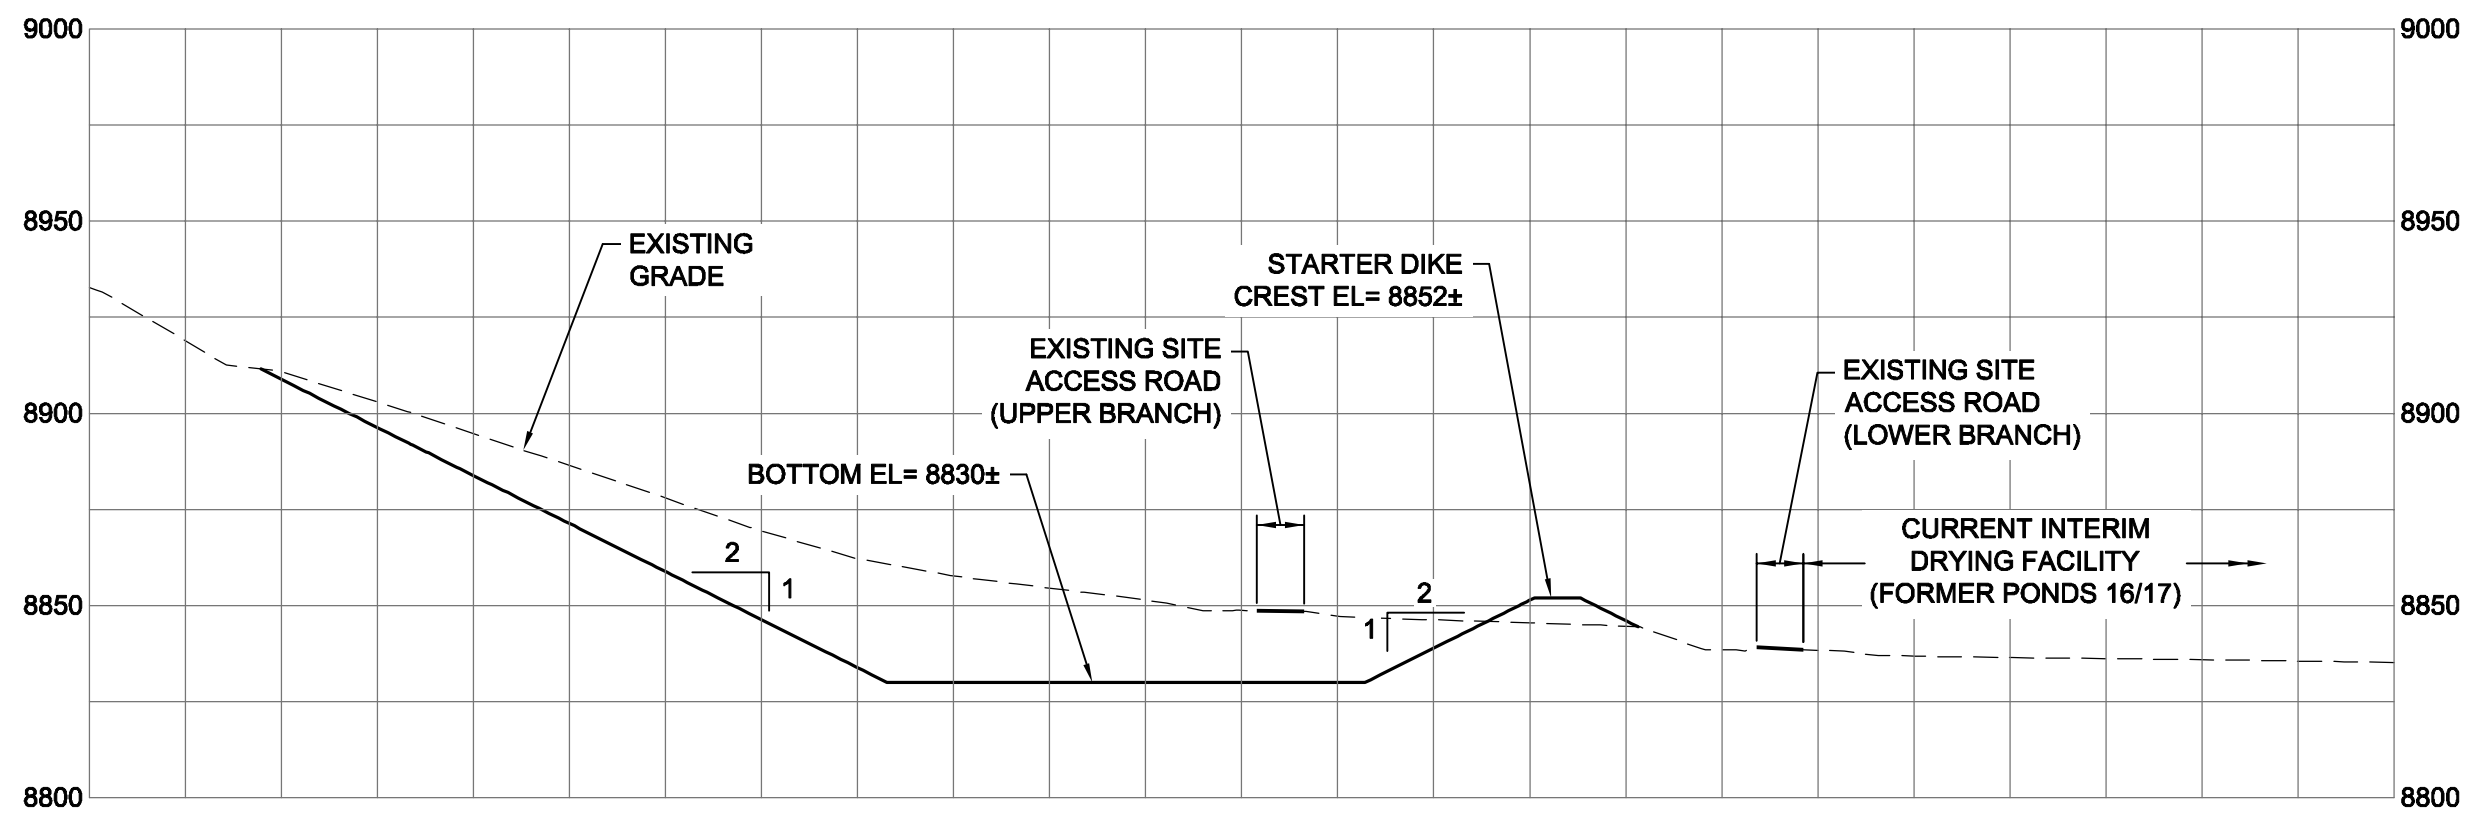 9000
9000
8950
8950
EXISTING
GRADE
STARTER DIKE
CREST EL= 8852±
EXISTING SITE
ACCESS ROAD
(UPPER BRANCH)
EXISTING SITE
ACCESS ROAD
(LOWER BRANCH)
8900
8900
BOTTOM EL= 8830±
CURRENT INTERIM
DRYING FACILITY
(FORMER PONDS 16/17)
2
1
2
1
8850
8850
8800
8800